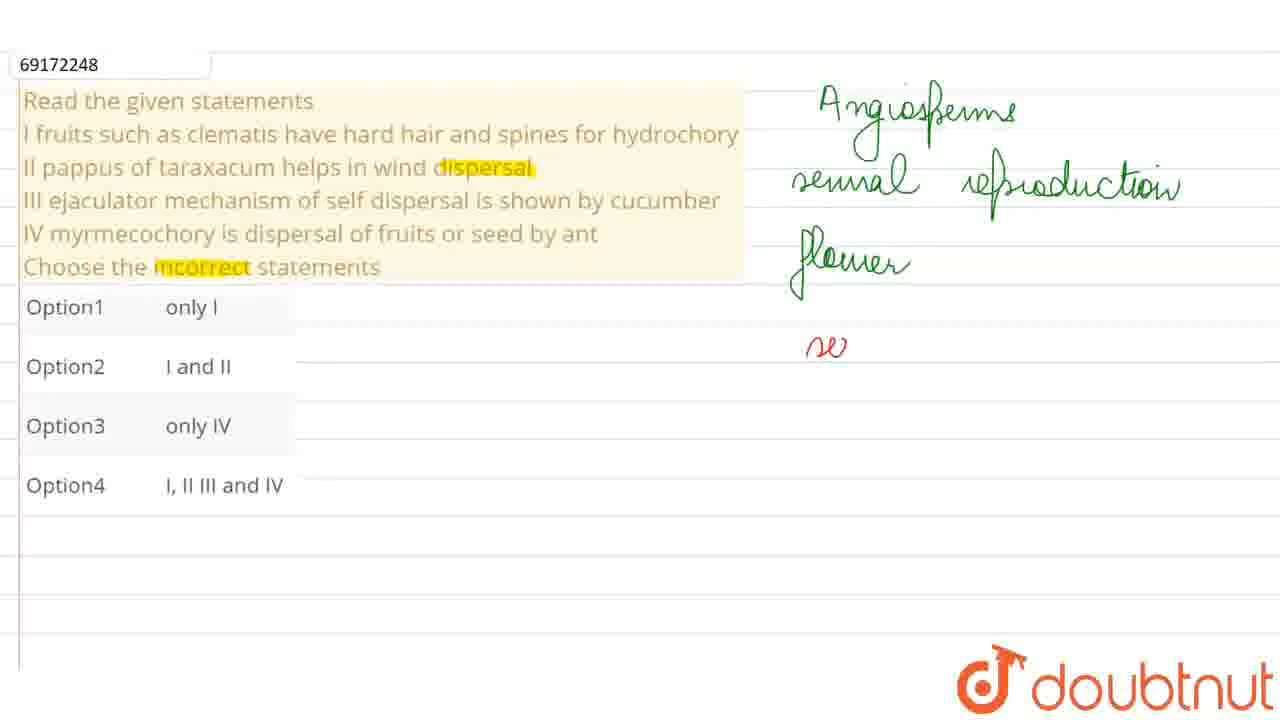 69172248
Read the given statements
I fruits such as clematis have hard hair and spines for hydrochory
II pappus of taraxacum helps in wind dispersal
III ejaculator mechanism of self dispersal is shown by cucumber
IV myrmecochory is dispersal of fruits or seed by ant
Choose the incorrect statements
Option1 only I
Option2 I and II
Option3 only IV
Option4 I, II III and IV
Angiosperms
sexual reproduction
flower
se
doubtnut